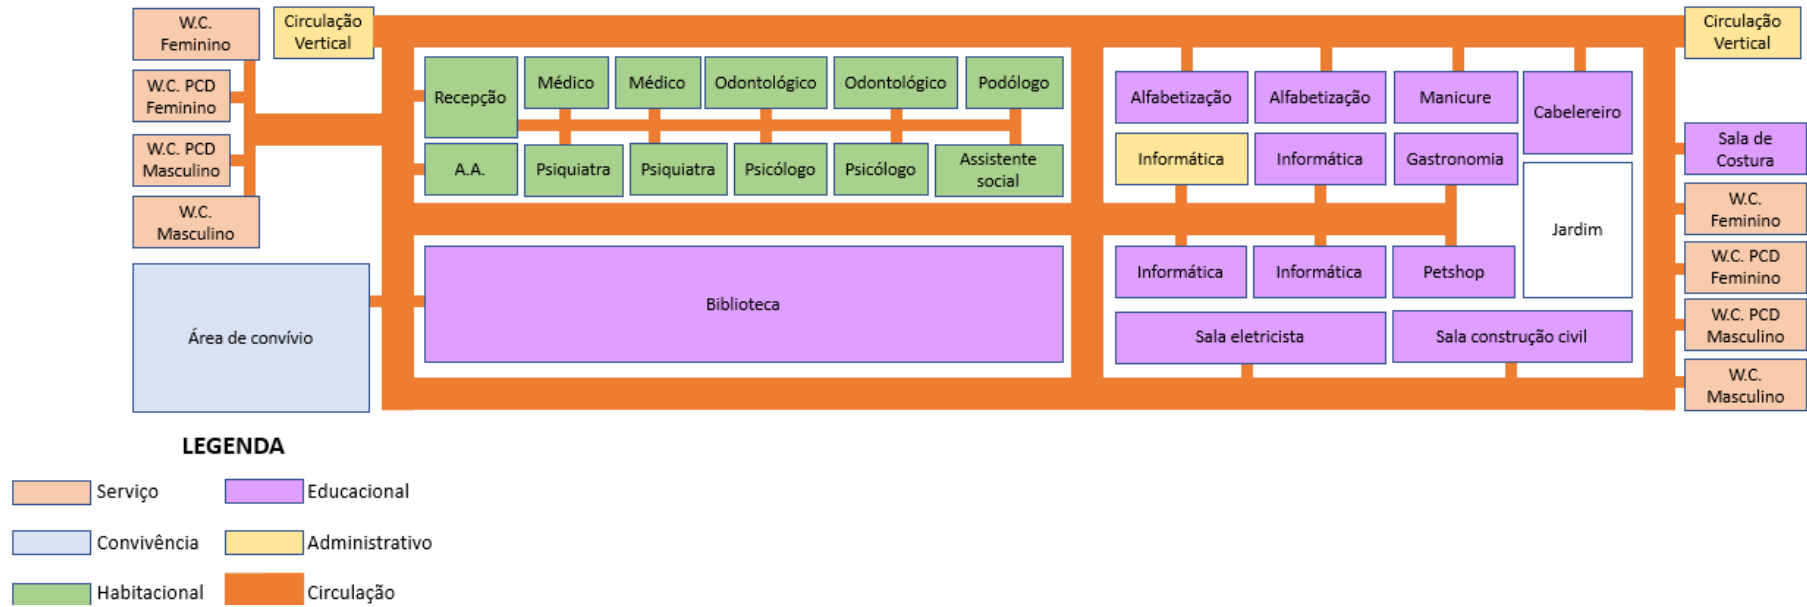 W.C.
Feminino
Circulação
Vertical
Circulação
Vertical
W.C. PCD
Feminino
Recepção
Médico
Médico
Odontológico
Odontológico
Podólogo
Alfabetização
Alfabetização
Manicure
Cabelereiro
W.C. PCD
Masculino
A.A.
Psiquiatra
Psiquiatra
Psicólogo
Psicólogo
Assistente
social
Informática
Informática
Gastronomia
Sala de
Costura
W.C.
Masculino
W.C.
Feminino
Jardim
Área de convívio
Biblioteca
Informática
Informática
Petshop
W.C. PCD
Feminino
Sala eletricista
Sala construção civil
W.C. PCD
Masculino
W.C.
Masculino
LEGENDA
Serviço
Educacional
Convivência
Administrativo
Habitacional
Circulação